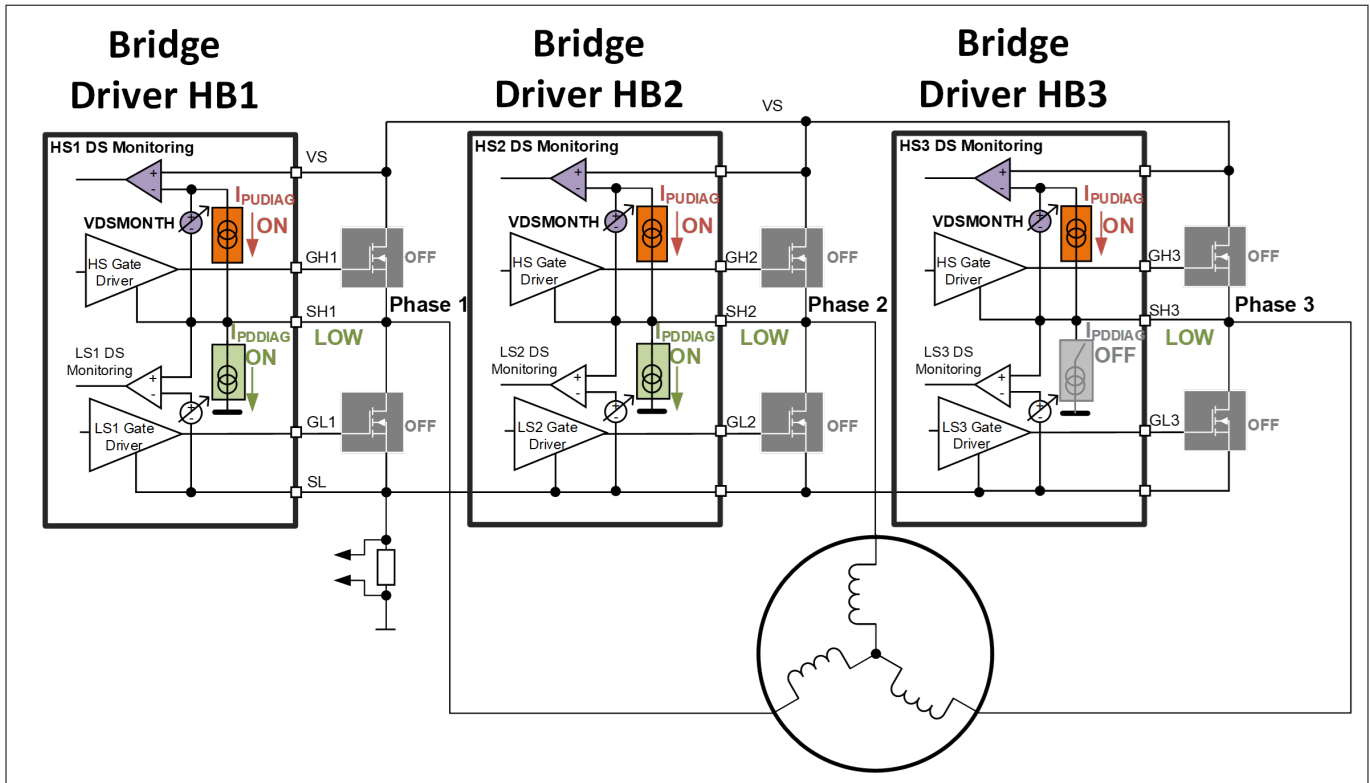 Bridge
Driver HB1
Bridge
Driver HB2
Bridge
Driver HB3
VS
HS1 DS Monitoring
VS
+
-
IPUDIAG
ON
VDSMONTH
+
-
HS Gate
Driver
GH1
OFF
SH1
Phase 1
LOW
IPDDIAG
ON
LS1 DS
Monitoring
+
-
+
-
LS1 Gate
Driver
GL1
OFF
SL
HS2 DS Monitoring
+
-
IPUDIAG
ON
VDSMONTH
+
-
HS Gate
Driver
GH2
OFF
SH2
Phase 2
LOW
IPDDIAG
ON
LS2 DS
Monitoring
+
-
+
-
LS2 Gate
Driver
GL2
OFF
HS3 DS Monitoring
+
-
IPUDIAG
ON
VDSMONTH
+
-
HS Gate
Driver
GH3
OFF
SH3
Phase 3
LOW
IPDDIAG
OFF
LS3 DS
Monitoring
+
-
+
-
LS3 Gate
Driver
GL3
OFF